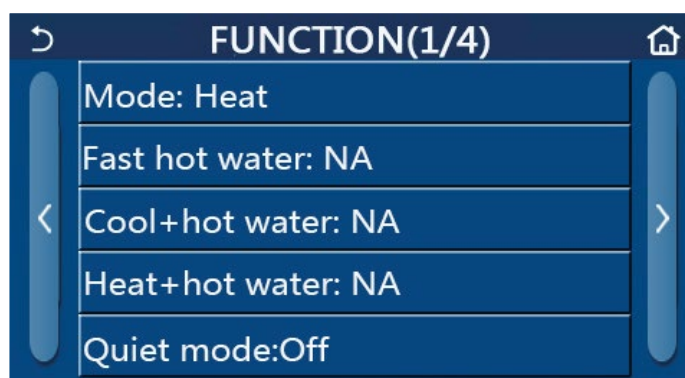 FUNCTION(1/4)
Mode: Heat
Fast hot water: NA
Cool+hot water: NA
Heat+hot water: NA
Quiet mode:Off